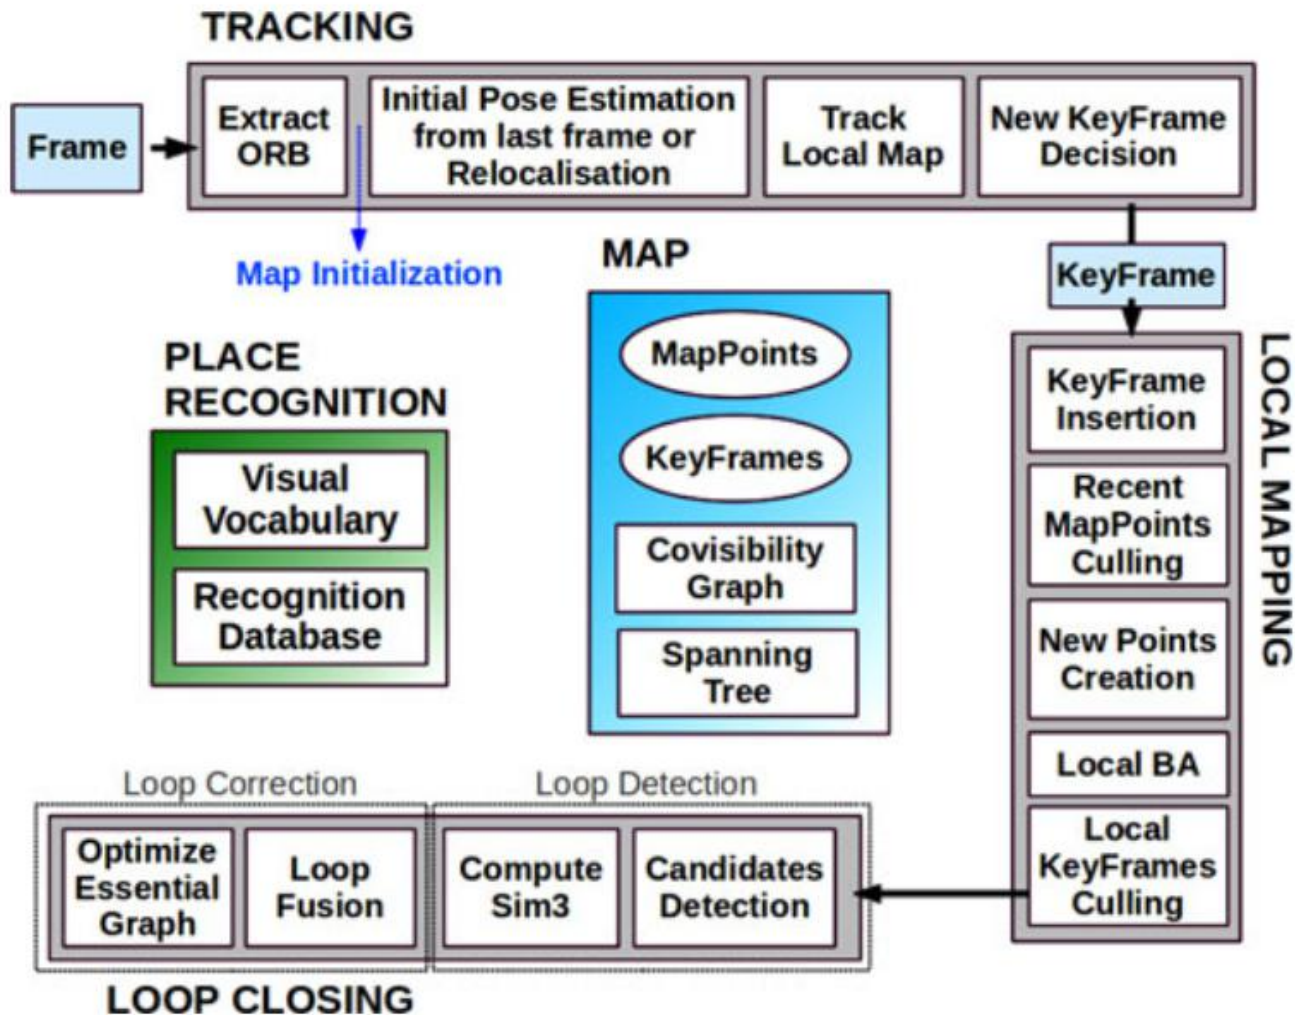 TRACKING
Frame
Extract
ORB
Initial Pose Estimation
from last frame or
Relocalisation
Track
Local Map
New KeyFrame
Decision
Map Initialization
MAP
KeyFrame
PLACE
RECOGNITION
Visual
Vocabulary
Recognition
Database
MapPoints
KeyFrames
Covisibility
Graph
Spanning
Tree
LOCAL MAPPING
KeyFrame
Insertion
Recent
MapPoints
Culling
New Points
Creation
Local BA
Local
KeyFrames
Culling
Loop Correction
Loop Detection
Optimize
Essential
Graph
Loop
Fusion
Compute
Sim3
Candidates
Detection
LOOP CLOSING